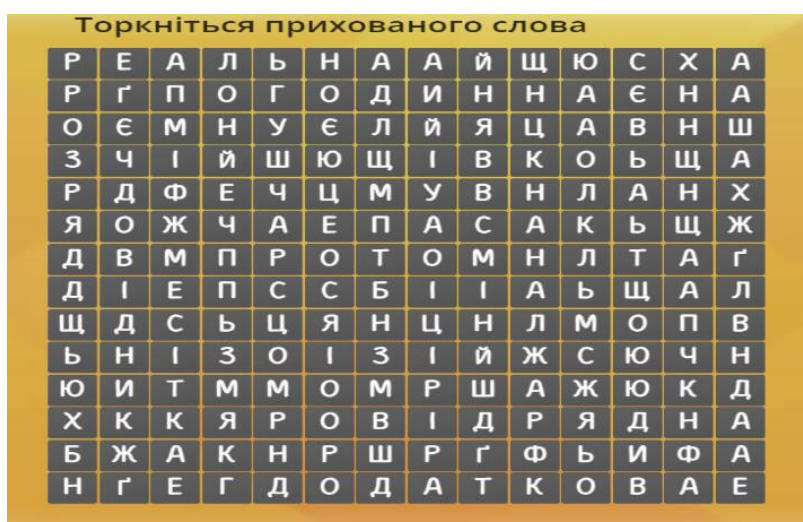 Торкніться прихованого слова
Р Е А Л Ь Н А А Й Щ Ю С Х А
Р Ґ П О Г О Д И Н Н А Є Н А
О Є М Н У Є Л Й Я Ц А В Н Ш
З Ч І Й Ш Ю Щ І В К О Ь Щ А
Р Д Ф Е Ч Ц М У В Н Л А Н Х
Я О Ж Ч А Е П А С А К Ь Щ Ж
Д В М П Р О Т О М Н Л Т А Ґ
Д І Е П С С Б І І А Ь Щ А Л
Щ Д С Ь Ц Я Н Ц Н Л М О П В
Ь Н І З О І З І Й Ж С Ю Ч Н
Ю И Т М М О М Р Ш А Ж Ю К Д
Х К К Я Р О В І Д Р Я Д Н А
Б Ж А К Н Р Ш Р Ґ Ф Ь И Ф А
Н Ґ Е Г Д О Д А Т К О В А Е